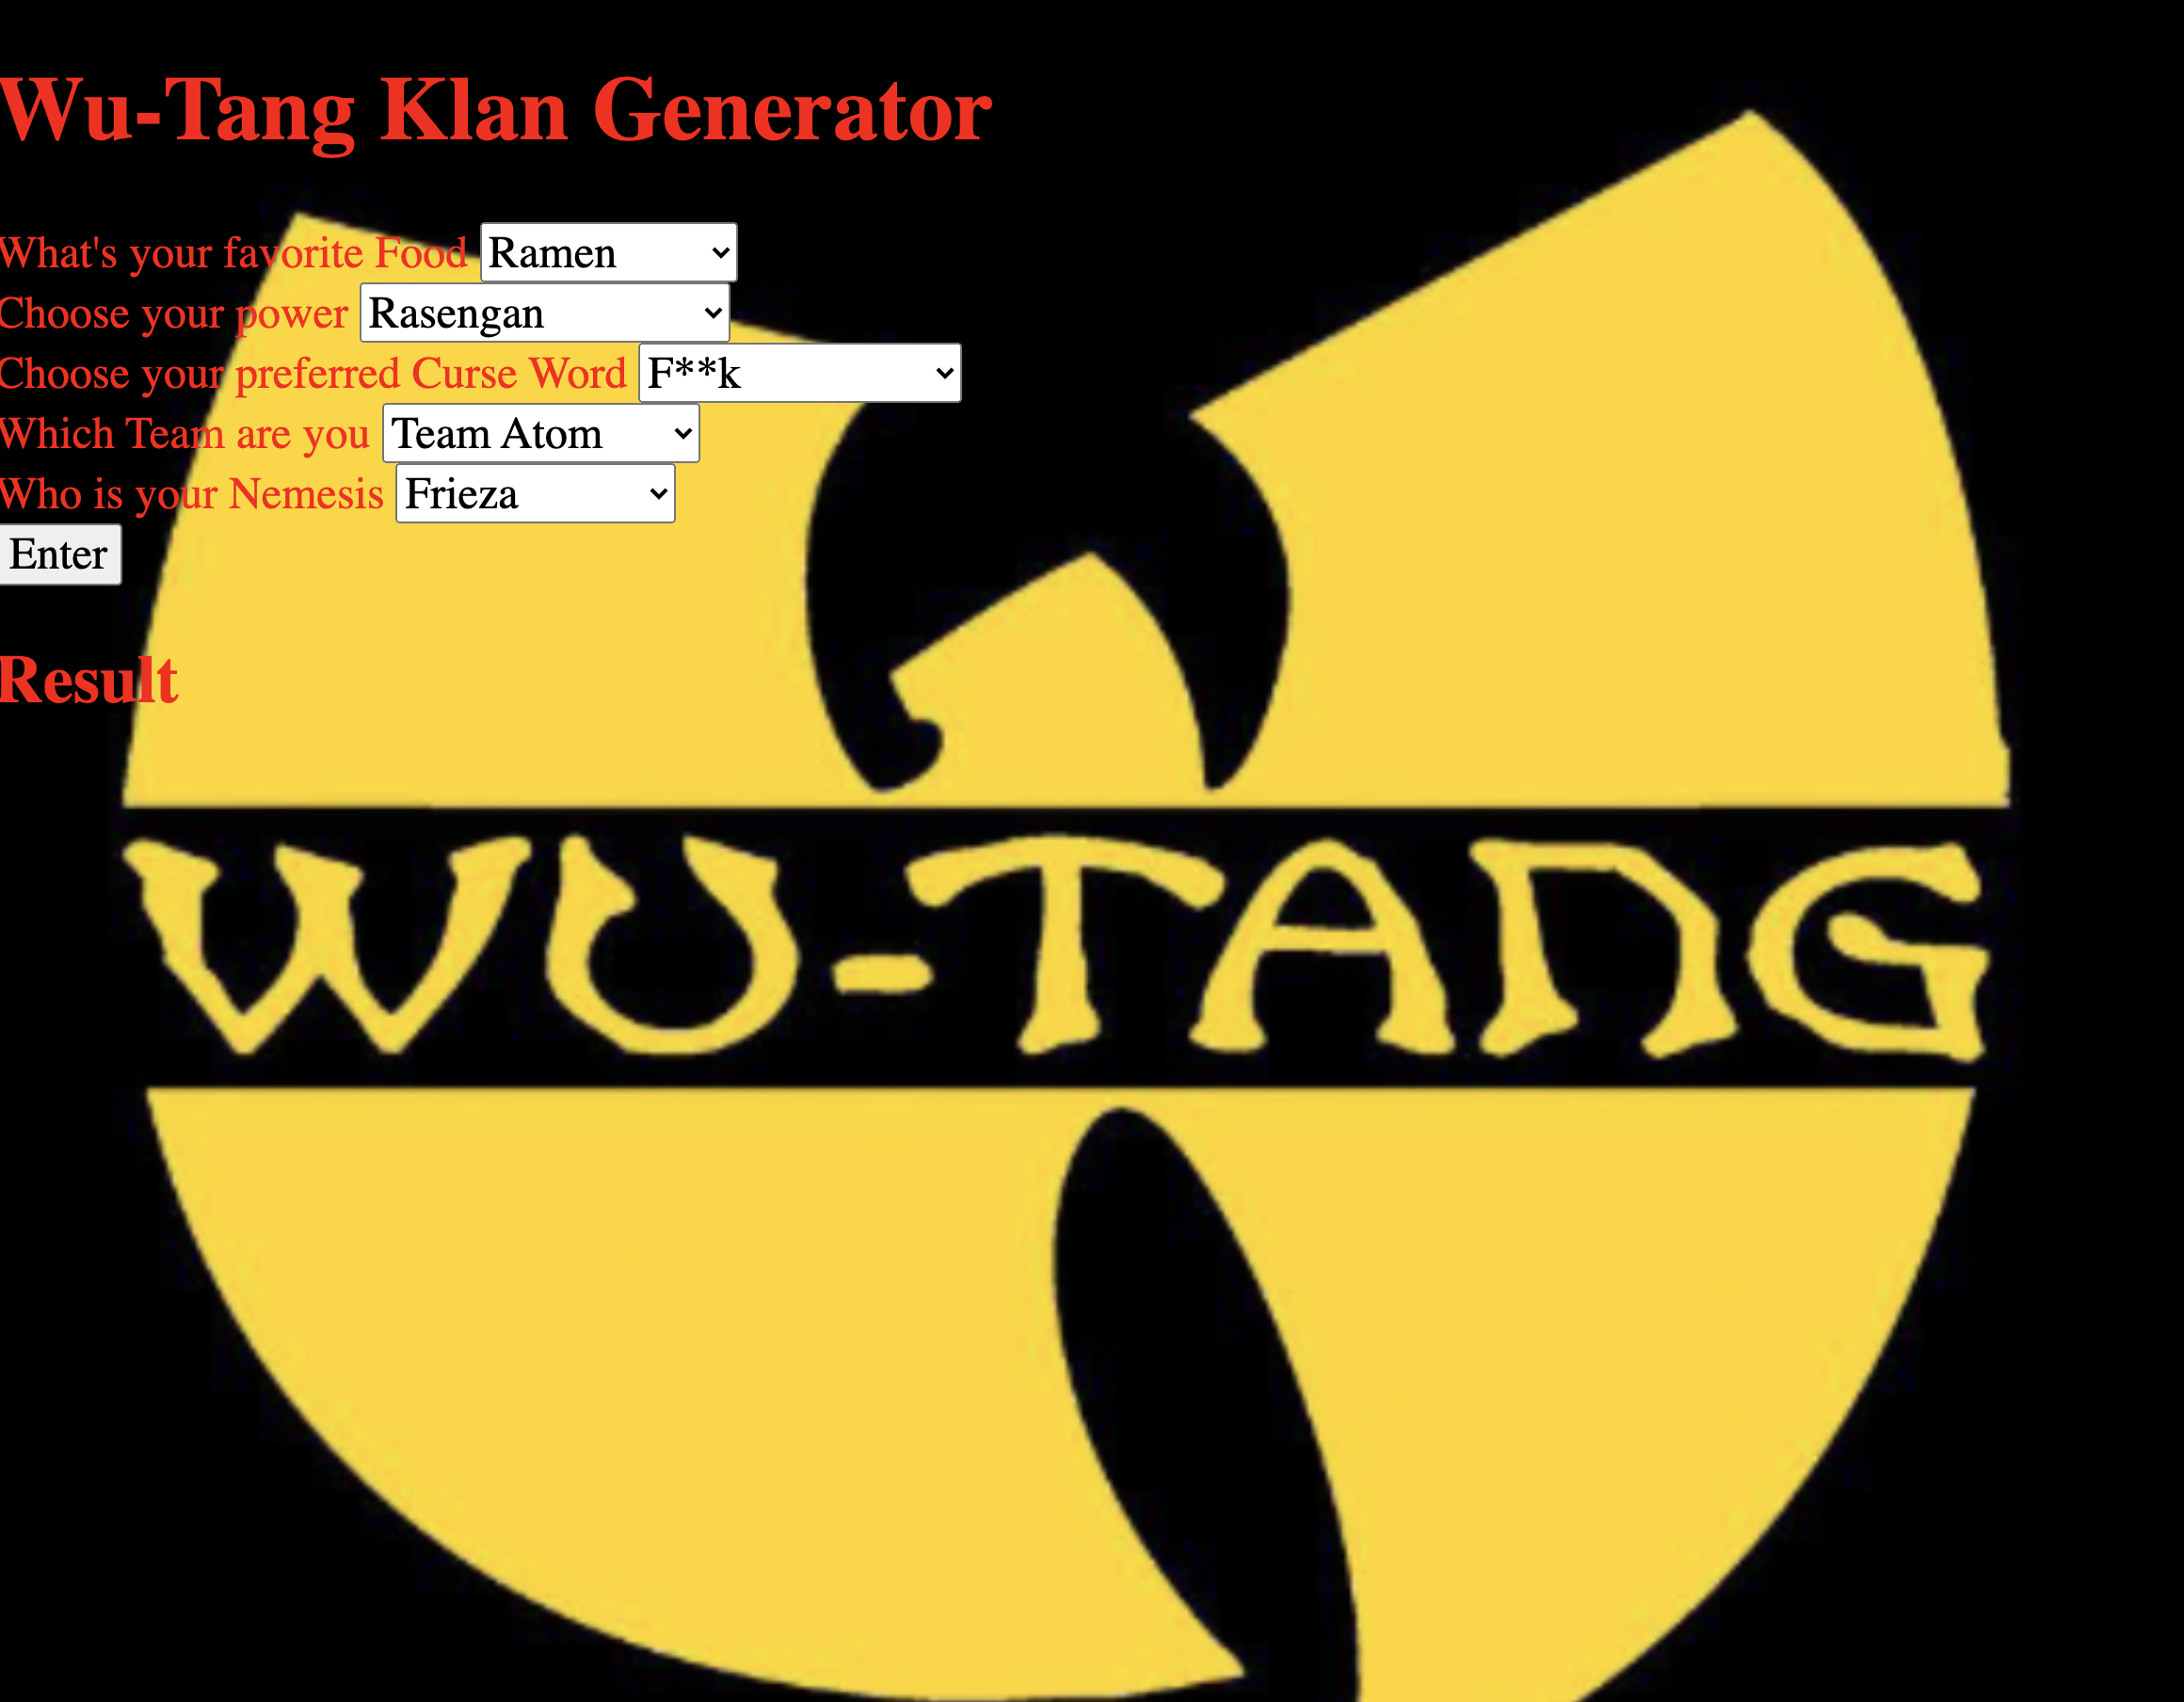 Wu-Tang Klan Generator
What's your favorite Food Ramen
Choose your power Rasengan
Choose your preferred Curse Word F**k
Which Team are you Team Atom
Who is your Nemesis Frieza
Enter
Result
WU-TANG